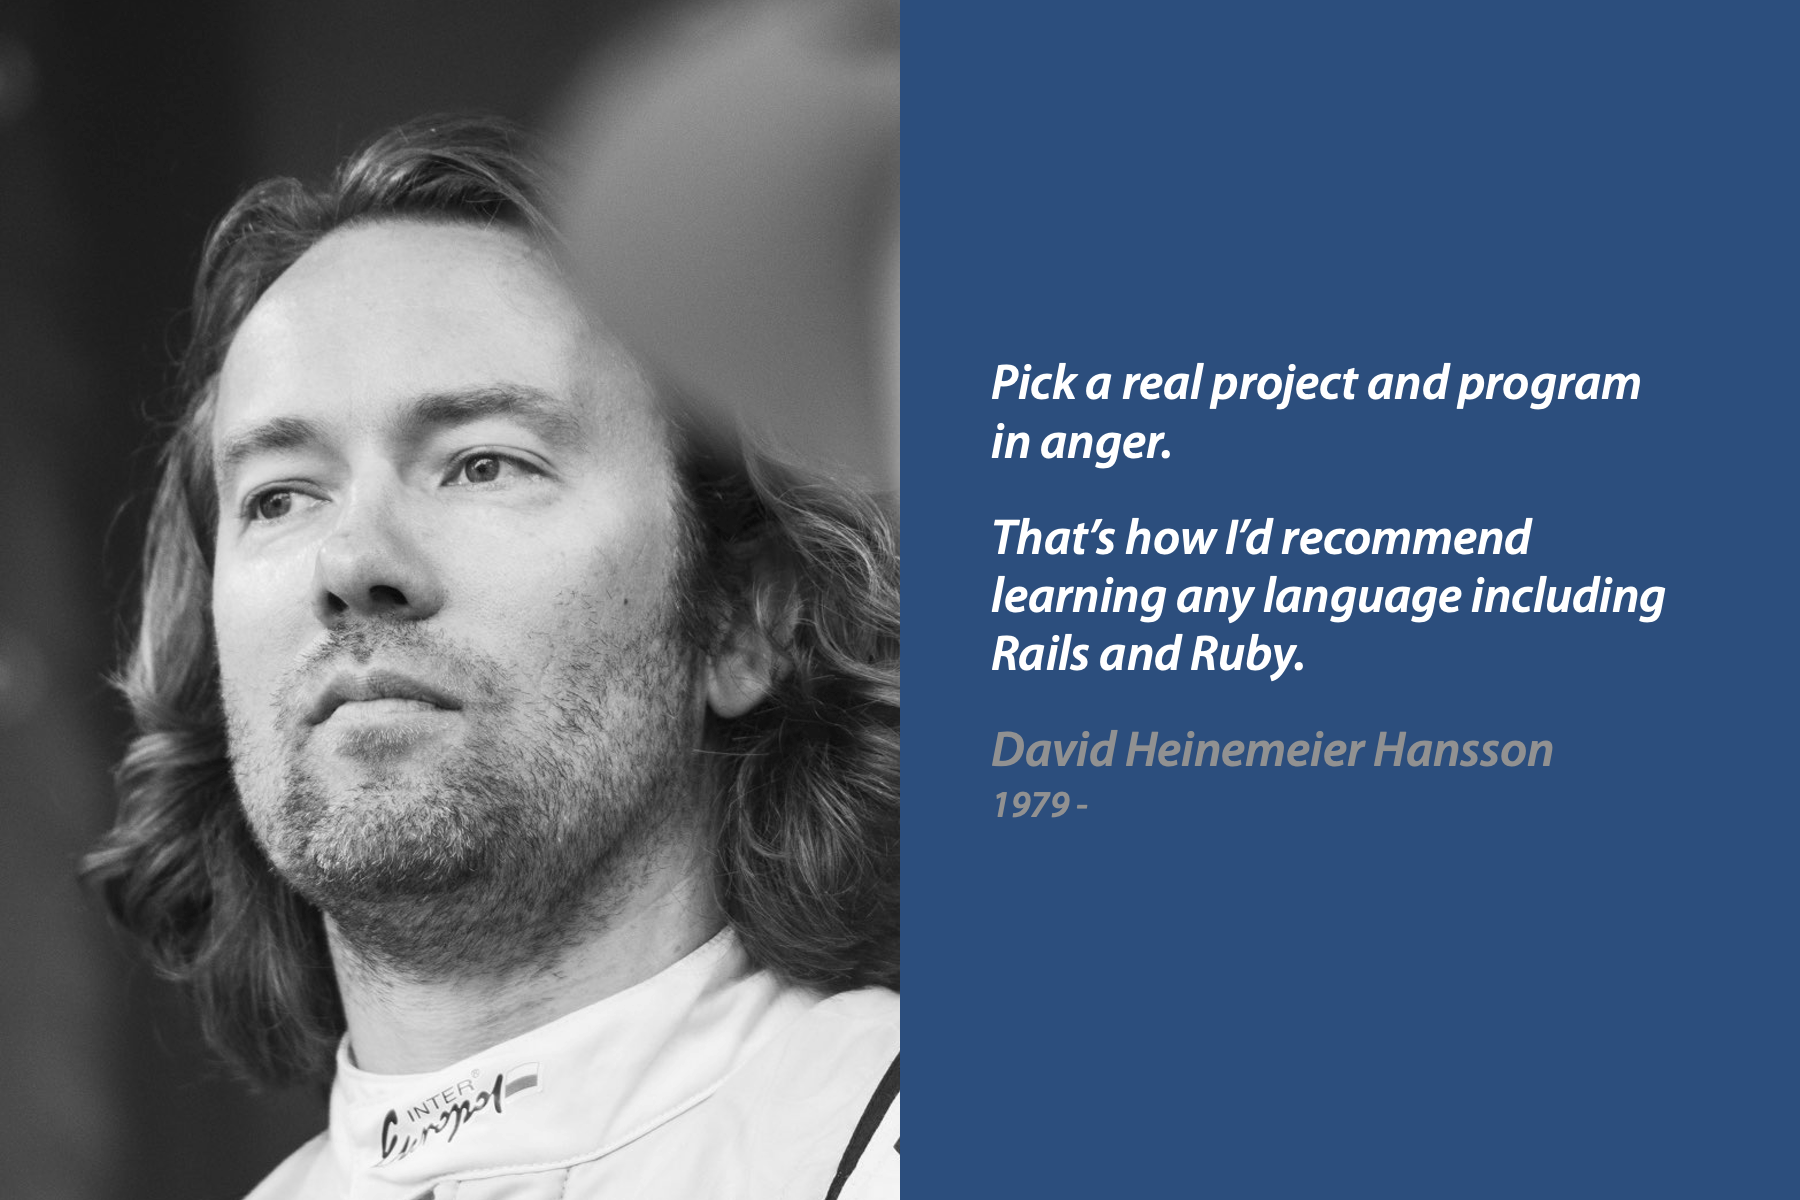 Pick a real project and program
in anger.
That’s how I’d recommend
learning any language including
Rails and Ruby.
David Heinemeier Hansson
1979 -
INTER®